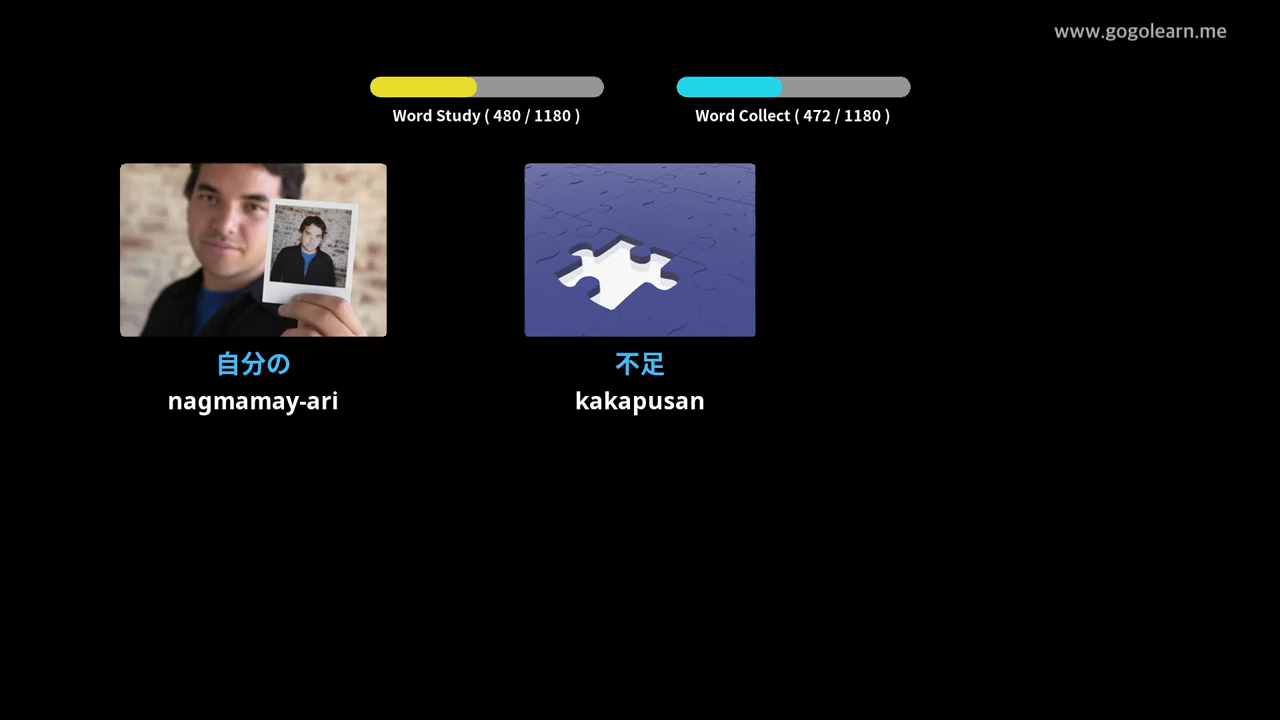 www.gogolearn.me
Word Study ( 480 / 1180 )
Word Collect ( 472 / 1180 )
自分の
nagmamay-ari
不足
kakapusan